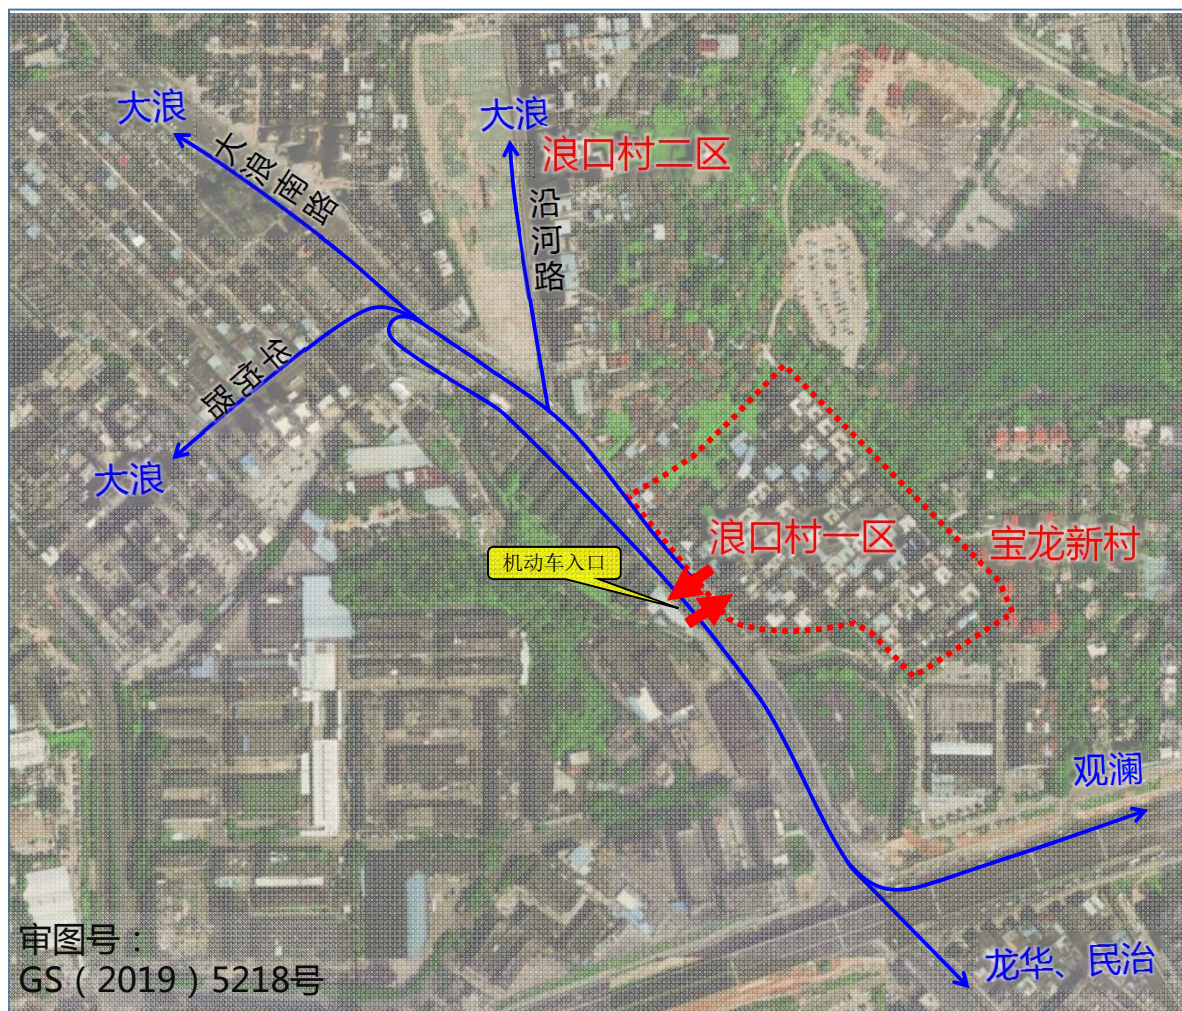 大浪
大浪
浪口村二区
大浪南路
沿河路
华荣路
大浪
浪口村一区
宝龙新村
机动车入口
观澜
龙华、民治
审图号：
GS（2019）5218号